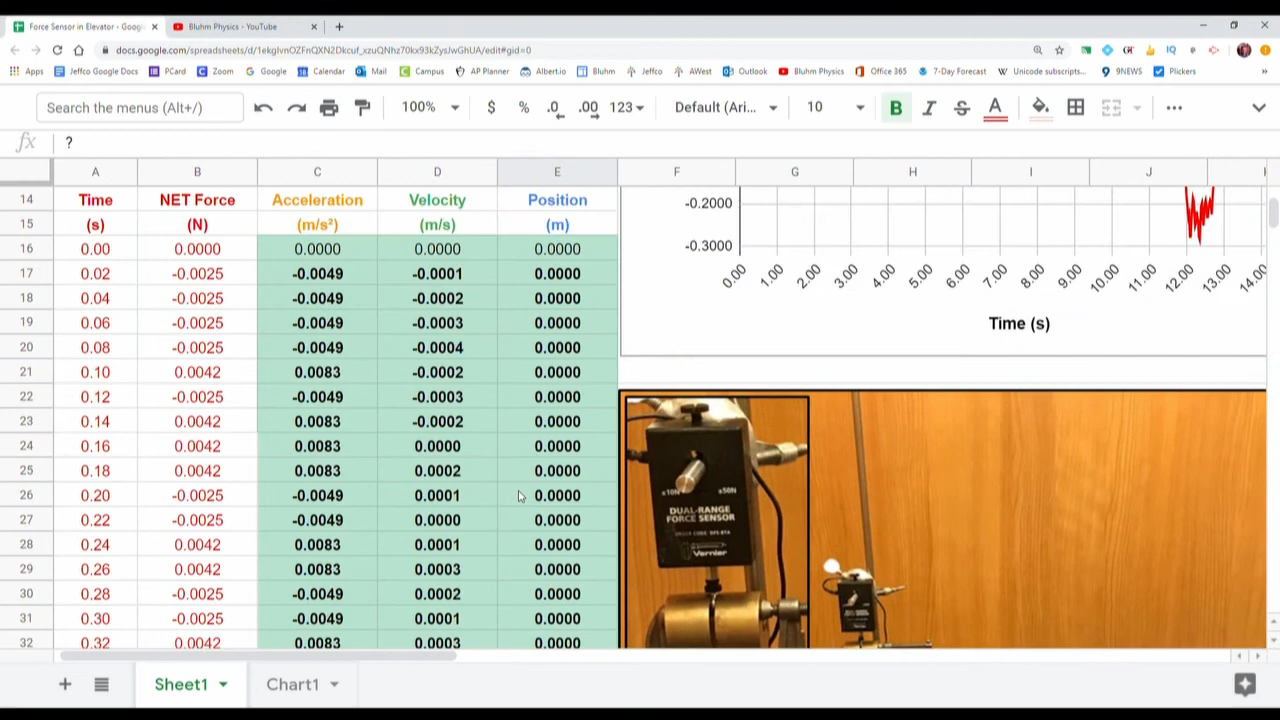 Force Sensor in Elevator - Goog
Bluhm Physics - YouTube
docs.google.com/spreadsheets/d/1ekgIvnOZFnQXN2Dkcuf_xzuQNhz70kx93kZysJwGhUA/edit#gid=0
Apps Jeffco Google Docs PCard Zoom Google Calendar Mail Campus AP Planner Albert.io Bluhm Jeffco AWest Outlook Bluhm Physics Office 365 7-Day Forecast Unicode subscripts... 9NEWS Plickers
Search the menus (Alt+/) 100% $ % .0 .00 123 Default (Ari... 10 B I S A
fx ?
A B C D E F G H I J
14 Time NET Force Acceleration Velocity Position
15 (s) (N) (m/s²) (m/s) (m)
16 0.00 0.0000 0.0000 0.0000 0.0000
17 0.02 -0.0025 -0.0049 -0.0001 0.0000
18 0.04 -0.0025 -0.0049 -0.0002 0.0000
19 0.06 -0.0025 -0.0049 -0.0003 0.0000
20 0.08 -0.0025 -0.0049 -0.0004 0.0000
21 0.10 0.0042 0.0083 -0.0002 0.0000
22 0.12 -0.0025 -0.0049 -0.0003 0.0000
23 0.14 0.0042 0.0083 -0.0002 0.0000
24 0.16 0.0042 0.0083 0.0000 0.0000
25 0.18 0.0042 0.0083 0.0002 0.0000
26 0.20 -0.0025 -0.0049 0.0001 0.0000
27 0.22 -0.0025 -0.0049 0.0000 0.0000
28 0.24 0.0042 0.0083 0.0001 0.0000
29 0.26 0.0042 0.0083 0.0003 0.0000
30 0.28 -0.0025 -0.0049 0.0002 0.0000
31 0.30 -0.0025 -0.0049 0.0001 0.0000
32 0.32 0.0042 0.0083 0.0003 0.0000
-0.2000
-0.3000
0.00 1.00 2.00 3.00 4.00 5.00 6.00 7.00 8.00 9.00 10.00 11.00 12.00 13.00 14.00
Time (s)
±10N ±50N
DUAL-RANGE
FORCE SENSOR
Vernier
Sheet1 Chart1